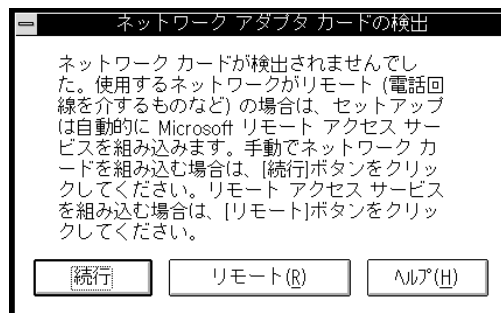 ネットワーク アダプタ カードの検出
ネットワーク カードが検出されませんでし
た。使用するネットワークがリモート (電話回
線を介するものなど) の場合は、セットアップ
は自動的に Microsoft リモート アクセス サー
ビスを組み込みます。手動でネットワーク カ
ードを組み込む場合は、[続行]ボタンをクリッ
クしてください。リモート アクセス サービス
を組み込む場合は、[リモート]ボタンをクリッ
クしてください。
続行 リモート(R) ﾍﾙﾌﾟ(H)